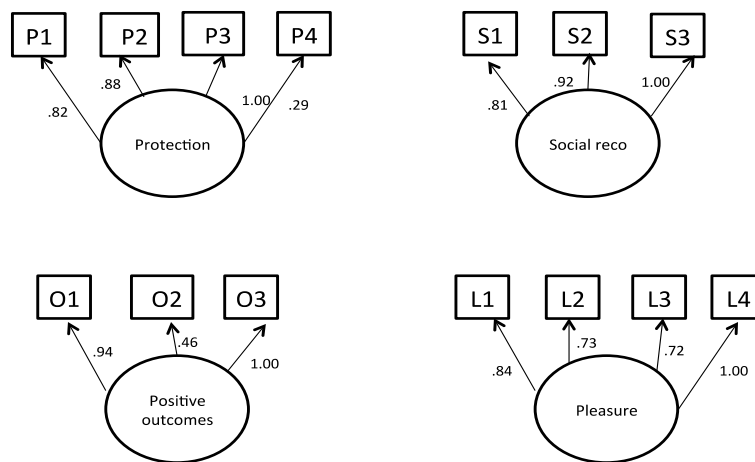 P1 P2 P3 P4
.82 .88 1.00 .29
Protection
S1 S2 S3
.81 .92 1.00
Social reco
O1 O2 O3
.94 .46 1.00
Positive
outcomes
L1 L2 L3 L4
.84 .73 .72 1.00
Pleasure